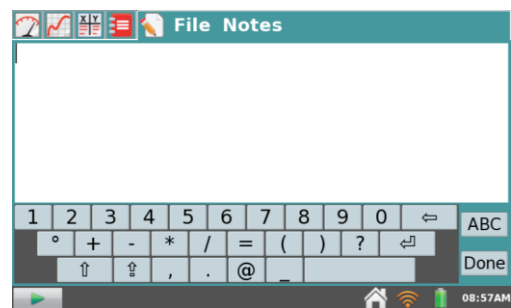 X Y File Notes
1 2 3 4 5 6 7 8 9 0 ⇦
ABC
° + - * / = ( ) ? ⏎
⇧ ⇪ , . @ _
Done
08:57AM